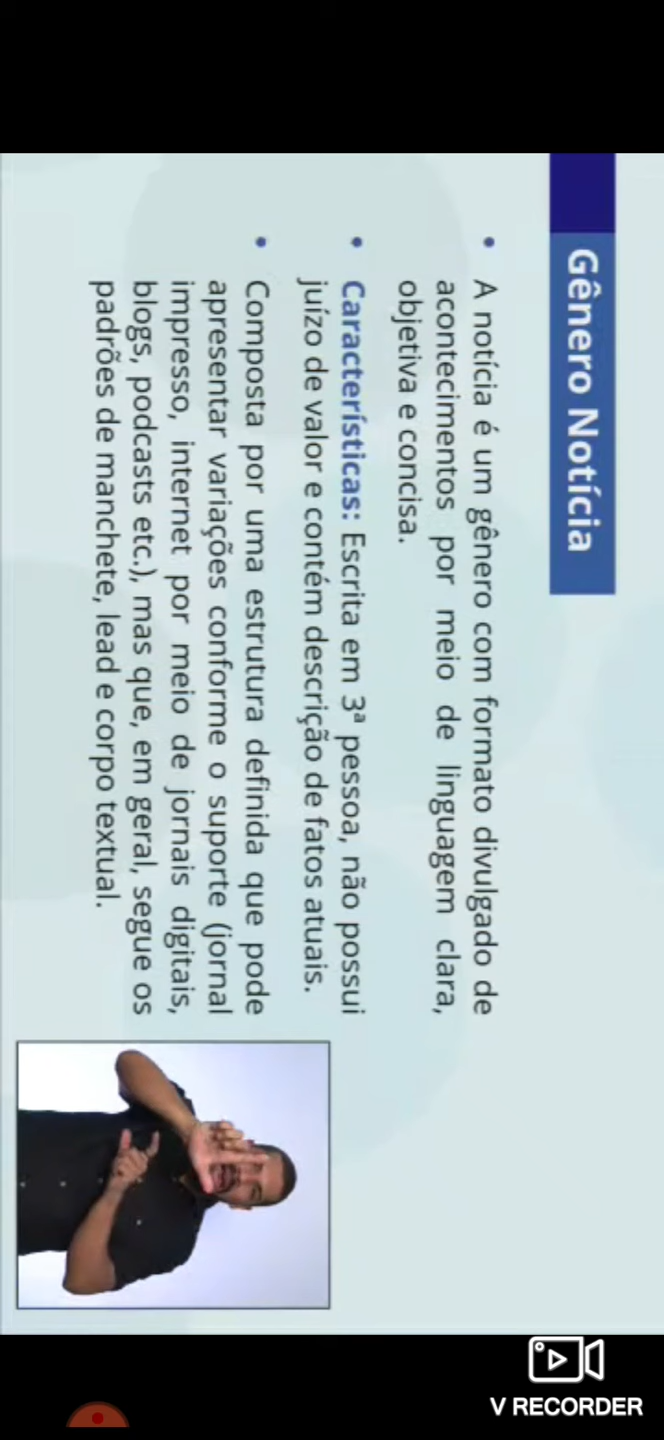 Gênero Notícia
• A notícia é um gênero com formato divulgado de
acontecimentos por meio de linguagem clara,
objetiva e concisa.
• Características: Escrita em 3ª pessoa, não possui
juízo de valor e contém descrição de fatos atuais.
• Composta por uma estrutura definida que pode
apresentar variações conforme o suporte (jornal
impresso, internet por meio de jornais digitais,
blogs, podcasts etc.), mas que, em geral, segue os
padrões de manchete, lead e corpo textual.
V RECORDER